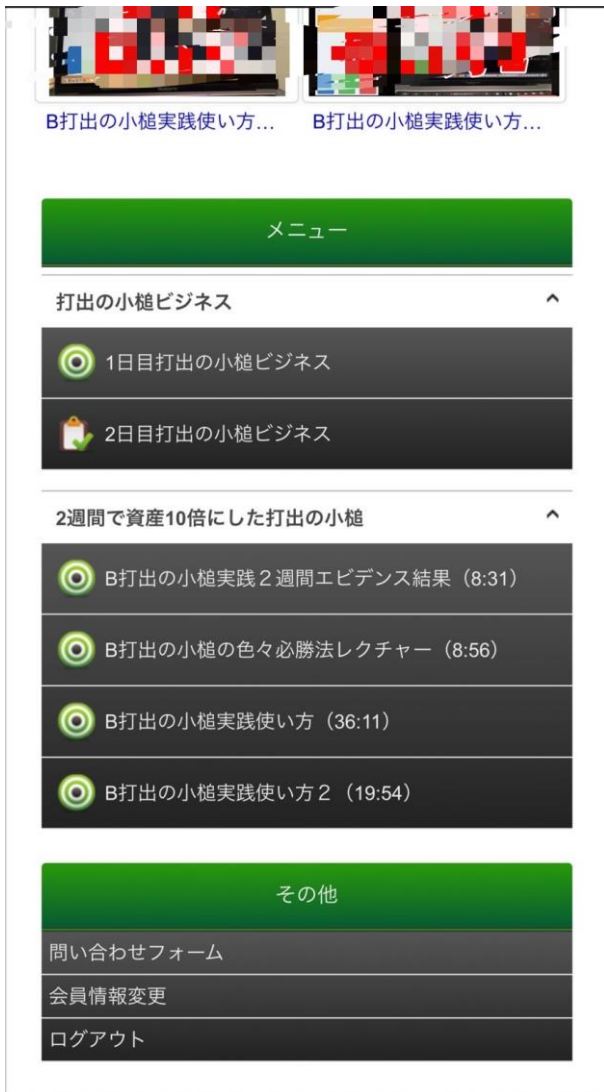 B打出の小槌実践使い方...
B打出の小槌実践使い方...
メニュー
打出の小槌ビジネス
1日目打出の小槌ビジネス
2日目打出の小槌ビジネス
2週間で資産10倍にした打出の小槌
B打出の小槌実践２週間エビデンス結果（8:31）
B打出の小槌の色々必勝法レクチャー（8:56）
B打出の小槌実践使い方（36:11）
B打出の小槌実践使い方２（19:54）
その他
問い合わせフォーム
会員情報変更
ログアウト